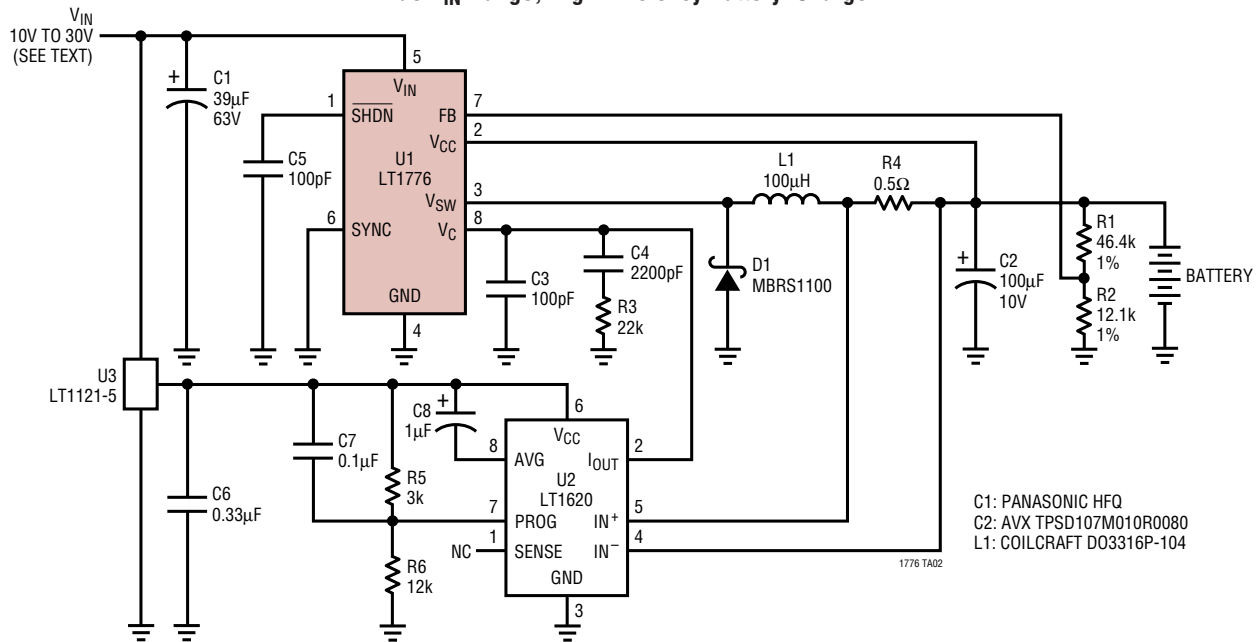 V_IN
10V TO 30V
(SEE TEXT)
+
C1
39µF
63V
5
V_IN
1
SHDN
FB
7
V_CC
2
U1
LT1776
C5
100pF
V_SW
3
6
SYNC
V_C
8
GND
4
C3
100pF
C4
2200pF
R3
22k
D1
MBRS1100
L1
100µH
R4
0.5Ω
+
C2
100µF
10V
R1
46.4k
1%
R2
12.1k
1%
BATTERY
U3
LT1121-5
C6
0.33µF
C7
0.1µF
R5
3k
R6
12k
C8
+
1µF
6
V_CC
8
AVG
I_OUT
2
U2
LT1620
7
PROG
IN+
5
NC
1
SENSE
IN–
4
GND
3
C1: PANASONIC HFQ
C2: AVX TPSD107M010R0080
L1: COILCRAFT DO3316P-104
1776 TA02